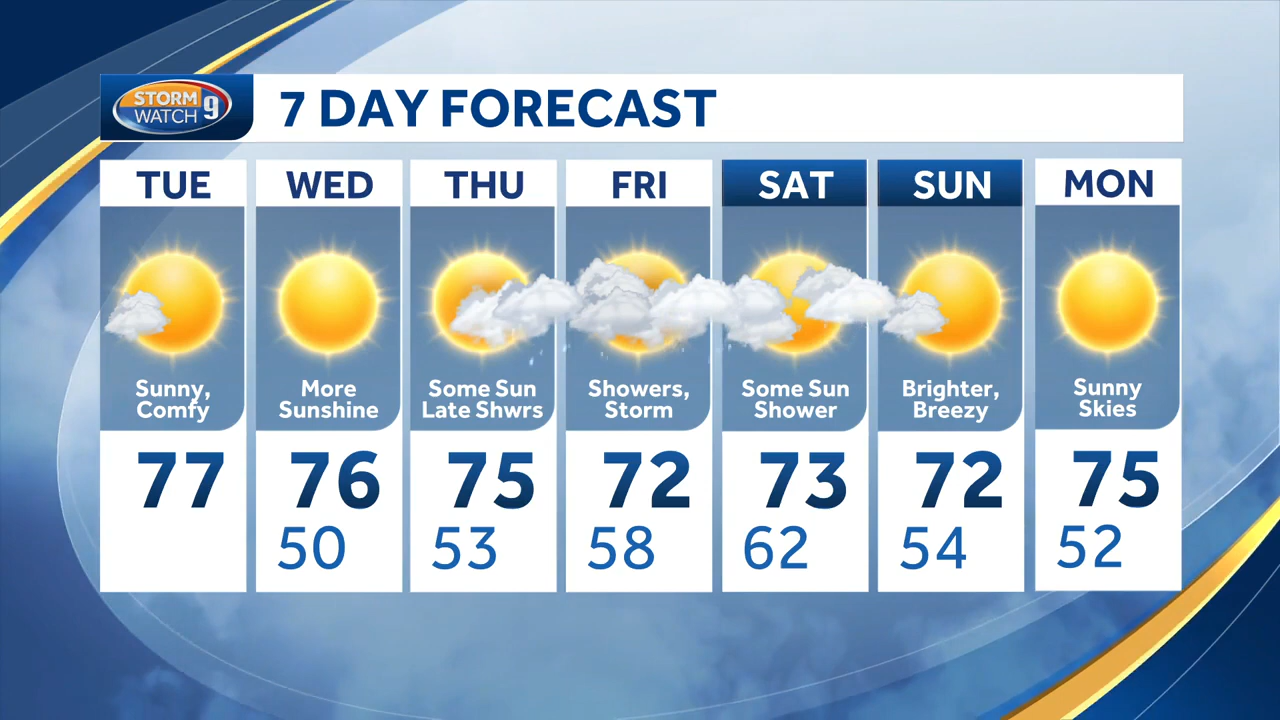 STORM
WATCH 9
7 DAY FORECAST
TUE
WED
THU
FRI
SAT
SUN
MON
Sunny,
Comfy
More
Sunshine
Some Sun
Late Shwrs
Showers,
Storm
Some Sun
Shower
Brighter,
Breezy
Sunny
Skies
77
76
75
72
73
72
75
50
53
58
62
54
52